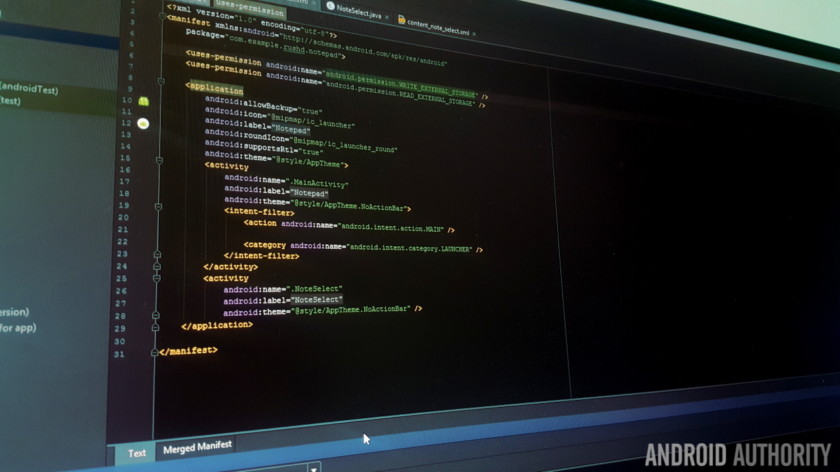 uses-permission
NoteSelect.java ×
content_note_select.xml ×
1
2 <?xml version="1.0" encoding="utf-8"?>
3 <manifest xmlns:android="http://schemas.android.com/apk/res/android"
4 package="com.example.rushd.notepad">
5
6 <uses-permission android:name="android.permission.WRITE_EXTERNAL_STORAGE" />
7 <uses-permission android:name="android.permission.READ_EXTERNAL_STORAGE" />
8
9 <application
10 android:allowBackup="true"
11 android:icon="@mipmap/ic_launcher"
12 android:label="Notepad"
13 android:roundIcon="@mipmap/ic_launcher_round"
14 android:supportsRtl="true"
15 android:theme="@style/AppTheme">
16 <activity
17 android:name=".MainActivity"
18 android:label="Notepad"
19 android:theme="@style/AppTheme.NoActionBar">
20 <intent-filter>
21 <action android:name="android.intent.action.MAIN" />
22
23 <category android:name="android.intent.category.LAUNCHER" />
24 </intent-filter>
25 </activity>
26 <activity
27 android:name=".NoteSelect"
28 android:label="NoteSelect"
29 android:theme="@style/AppTheme.NoActionBar" />
30 </application>
31
</manifest>
(androidTest)
(test)
ersion)
for app)
Text
Merged Manifest
ANDROID AUTHORITY